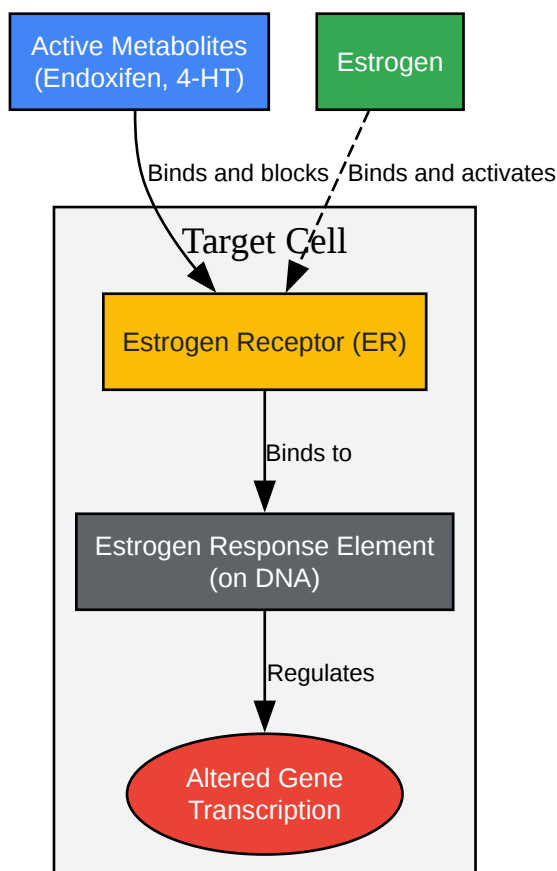 Active Metabolites
(Endoxifen, 4-HT)
Estrogen
Binds and blocks
Binds and activates
Target Cell
Estrogen Receptor (ER)
Binds to
Estrogen Response Element
(on DNA)
Regulates
Altered Gene
Transcription